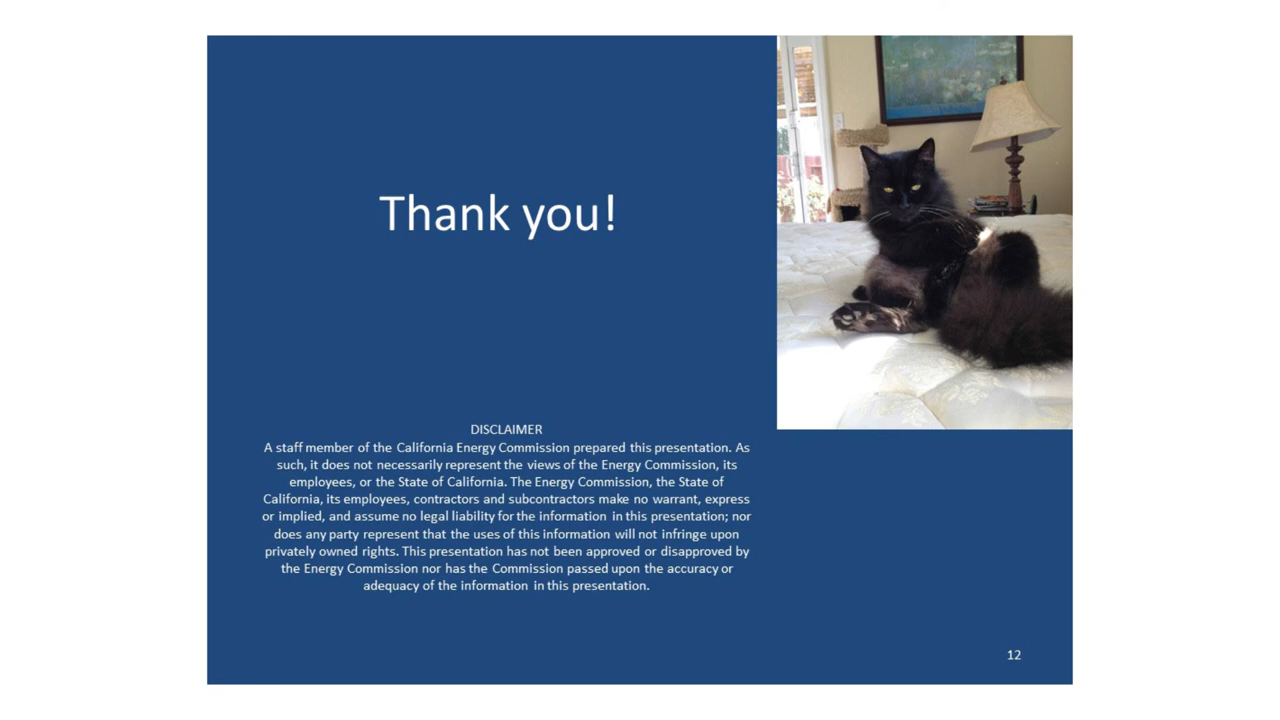 Thank you!
DISCLAIMER
A staff member of the California Energy Commission prepared this presentation. As
such, it does not necessarily represent the views of the Energy Commission, its
employees, or the State of California. The Energy Commission, the State of
California, its employees, contractors and subcontractors make no warrant, express
or implied, and assume no legal liability for the information in this presentation; nor
does any party represent that the uses of this information will not infringe upon
privately owned rights. This presentation has not been approved or disapproved by
the Energy Commission nor has the Commission passed upon the accuracy or
adequacy of the information in this presentation.
12